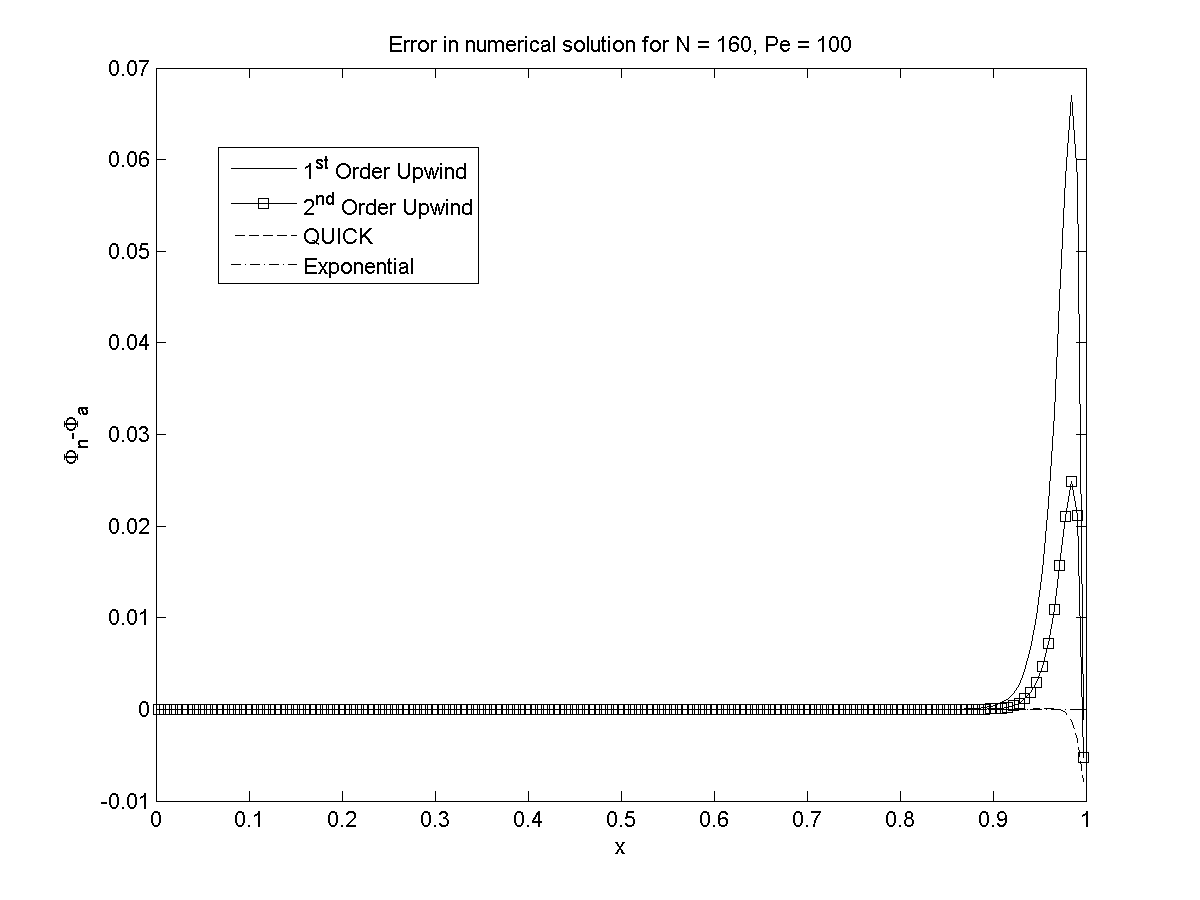 Error in numerical solution for N = 160, Pe = 100
0.07
0.06
0.05
0.04
0.03
0.02
0.01
0
-0.01
Φn-Φa
1st Order Upwind
2nd Order Upwind
QUICK
Exponential
0 0.1 0.2 0.3 0.4 0.5 0.6 0.7 0.8 0.9 1
x